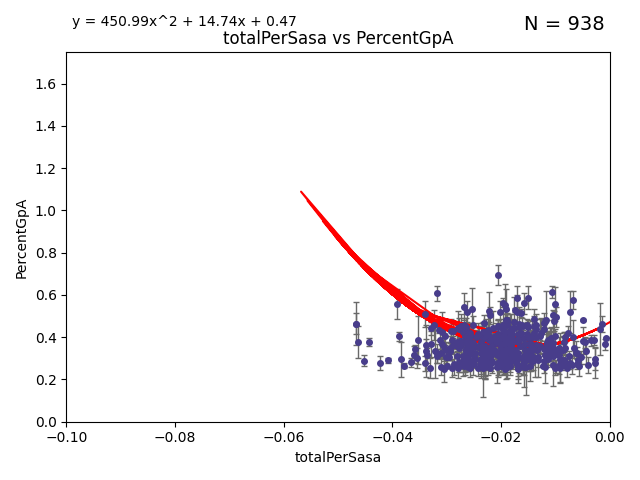 y = 450.99x^2 + 14.74x + 0.47
N = 938
totalPerSasa vs PercentGpA
PercentGpA
1.6
1.4
1.2
1.0
0.8
0.6
0.4
0.2
0.0
−0.10 −0.08 −0.06 −0.04 −0.02 0.00
totalPerSasa